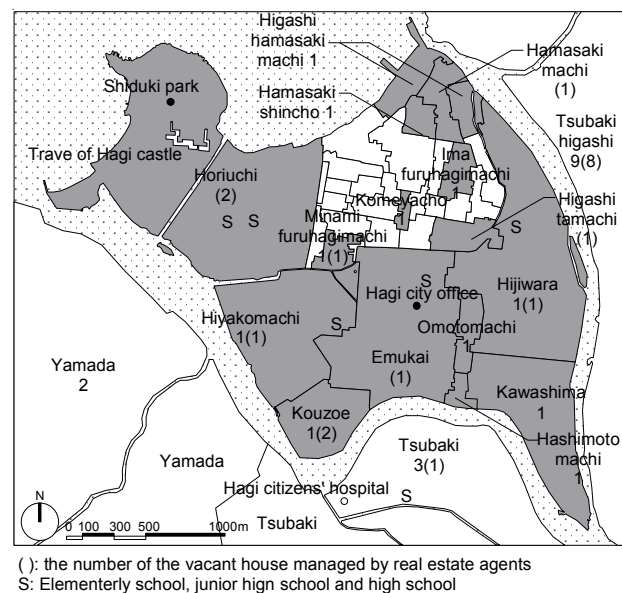 Higashi
hamasaki
machi 1
Hamasaki
machi
(1)
Shiduki park
Hamasaki
shincho 1
Tsubaki
higashi
9(8)
Trave of Hagi castle
Horiuchi
(2)
S S
Ima
furuhagimachi
1
Komeyacho
1
Higashi
tamachi
(1)
S
Minami
furuhagimachi
1(1)
S
Hagi city office
Hijiwara
1(1)
Hiyakomachi
1(1)
S
Omotomachi
1
Emukai
(1)
Yamada
2
Kawashima
1
Kouzoe
1(2)
Hashimoto
machi
1
Tsubaki
3(1)
Yamada
Hagi citizens' hospital
S
Tsubaki
N
0 100 300 500 1000m
( ): the number of the vacant house managed by real estate agents
S: Elementerly school, junior hign school and high school